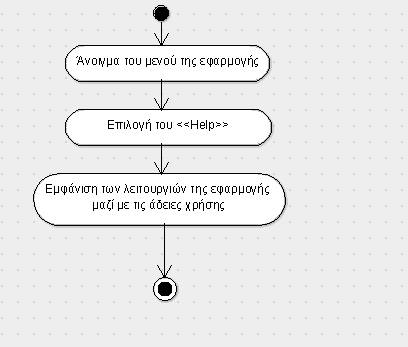 Άνοιγμα του μενού της εφαρμογής
Επιλογή του <<Help>>
Εμφάνιση των λειτουργιών της εφαρμογής
μαζί με τις άδειες χρήσης